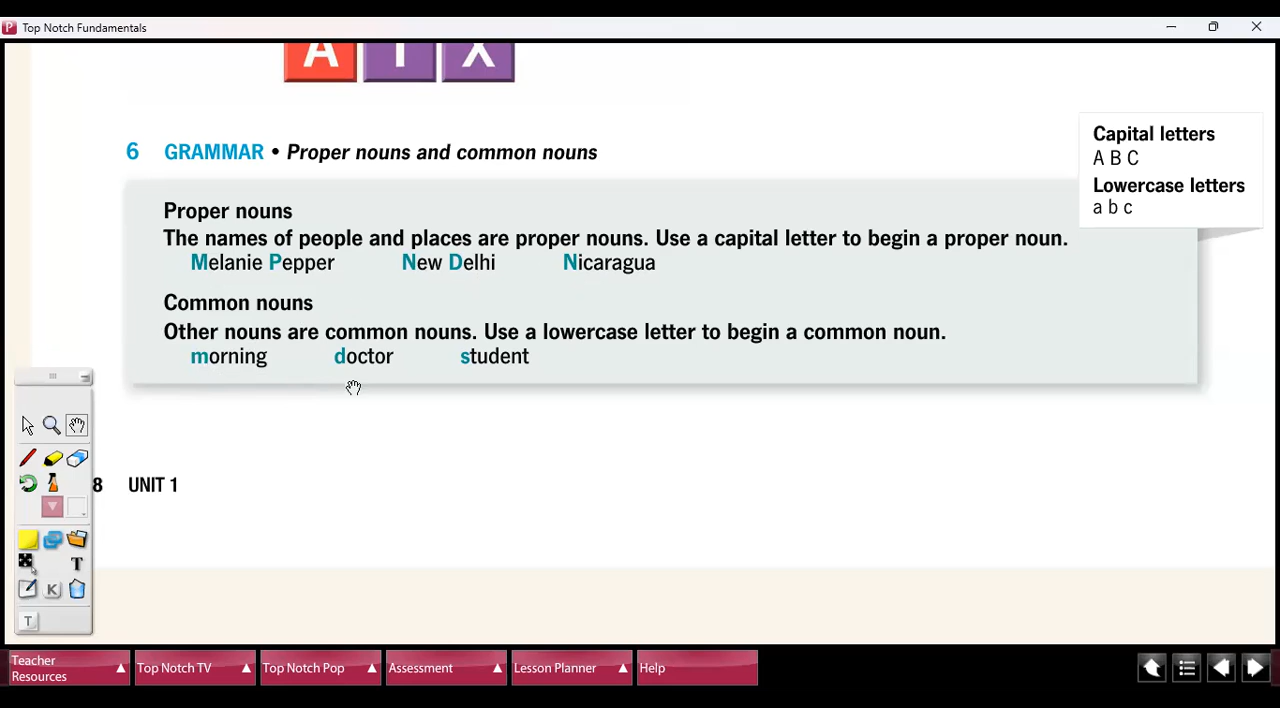 Top Notch Fundamentals
A T X
6 GRAMMAR • Proper nouns and common nouns
Capital letters
A B C
Lowercase letters
a b c
Proper nouns
The names of people and places are proper nouns. Use a capital letter to begin a proper noun.
Melanie Pepper New Delhi Nicaragua
Common nouns
Other nouns are common nouns. Use a lowercase letter to begin a common noun.
morning doctor student
8 UNIT 1
T
K
T
Teacher
Resources
Top Notch TV
Top Notch Pop
Assessment
Lesson Planner
Help